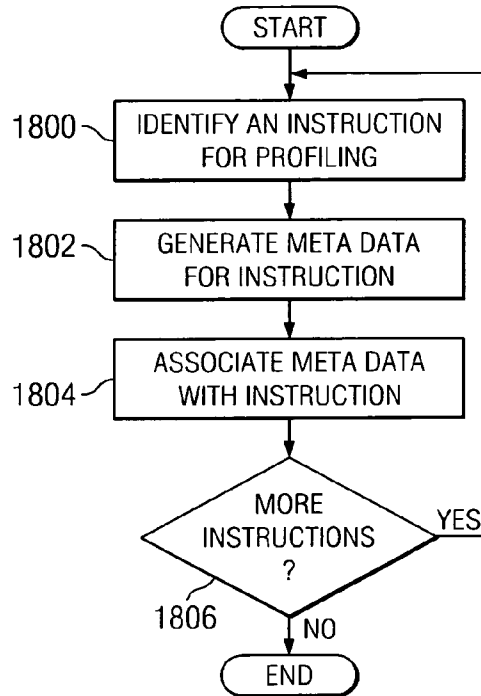 START
1800
IDENTIFY AN INSTRUCTION
FOR PROFILING
1802
GENERATE META DATA
FOR INSTRUCTION
1804
ASSOCIATE META DATA
WITH INSTRUCTION
MORE
INSTRUCTIONS
?
YES
1806
NO
END